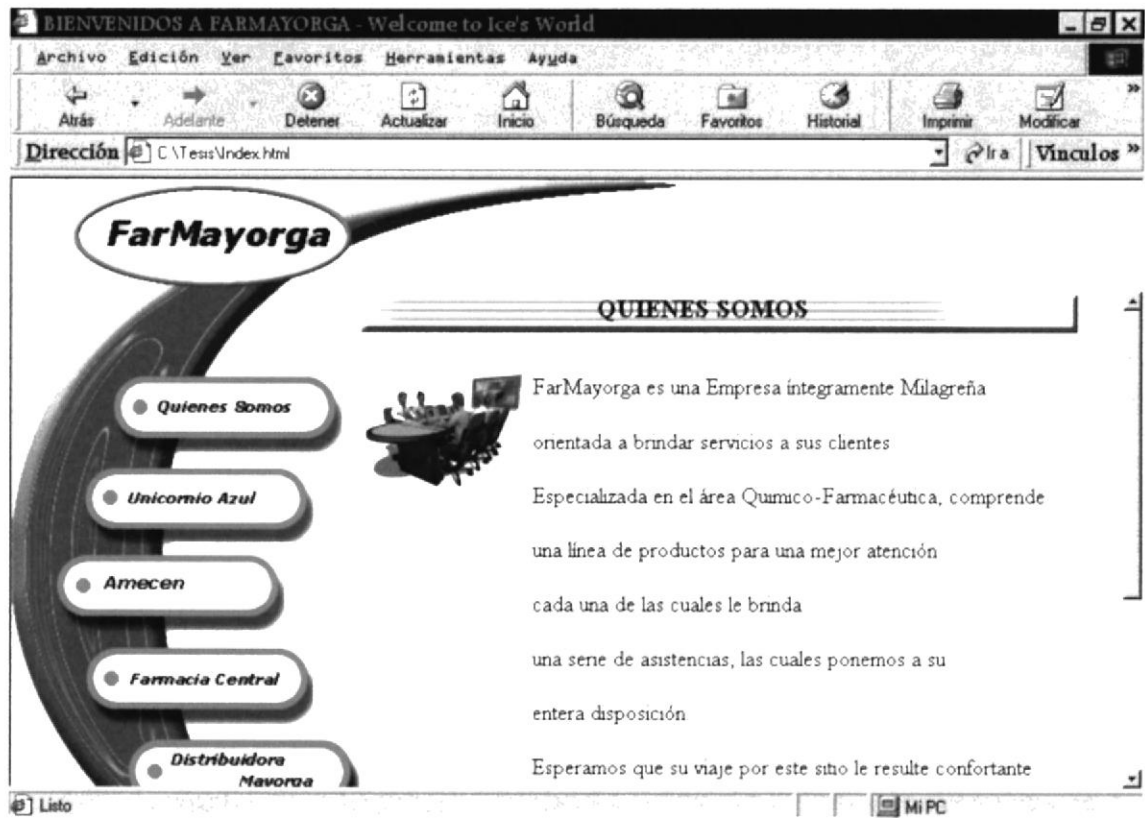 BIENVENIDOS A FARMAYORGA - Welcome to Ice's World
Archivo Edición Ver Favoritos Herramientas Ayuda
Atrás Adelante Detener Actualizar Inicio Búsqueda Favoritos Historial Imprimir Modificar »
Dirección C:\Tesis\Index.html Ir a Vínculos »
FarMayorga
QUIENES SOMOS
Quienes Somos
Unicornio Azul
Amecen
Farmacia Central
Distribuidora
Mayorga
FarMayorga es una Empresa íntegramente Milagreña
orientada a brindar servicios a sus clientes
Especializada en el área Quimico-Farmacéutica, comprende
una línea de productos para una mejor atención
cada una de las cuales le brinda
una serie de asistencias, las cuales ponemos a su
entera disposición
Esperamos que su viaje por este sitio le resulte confortante
Listo Mi PC